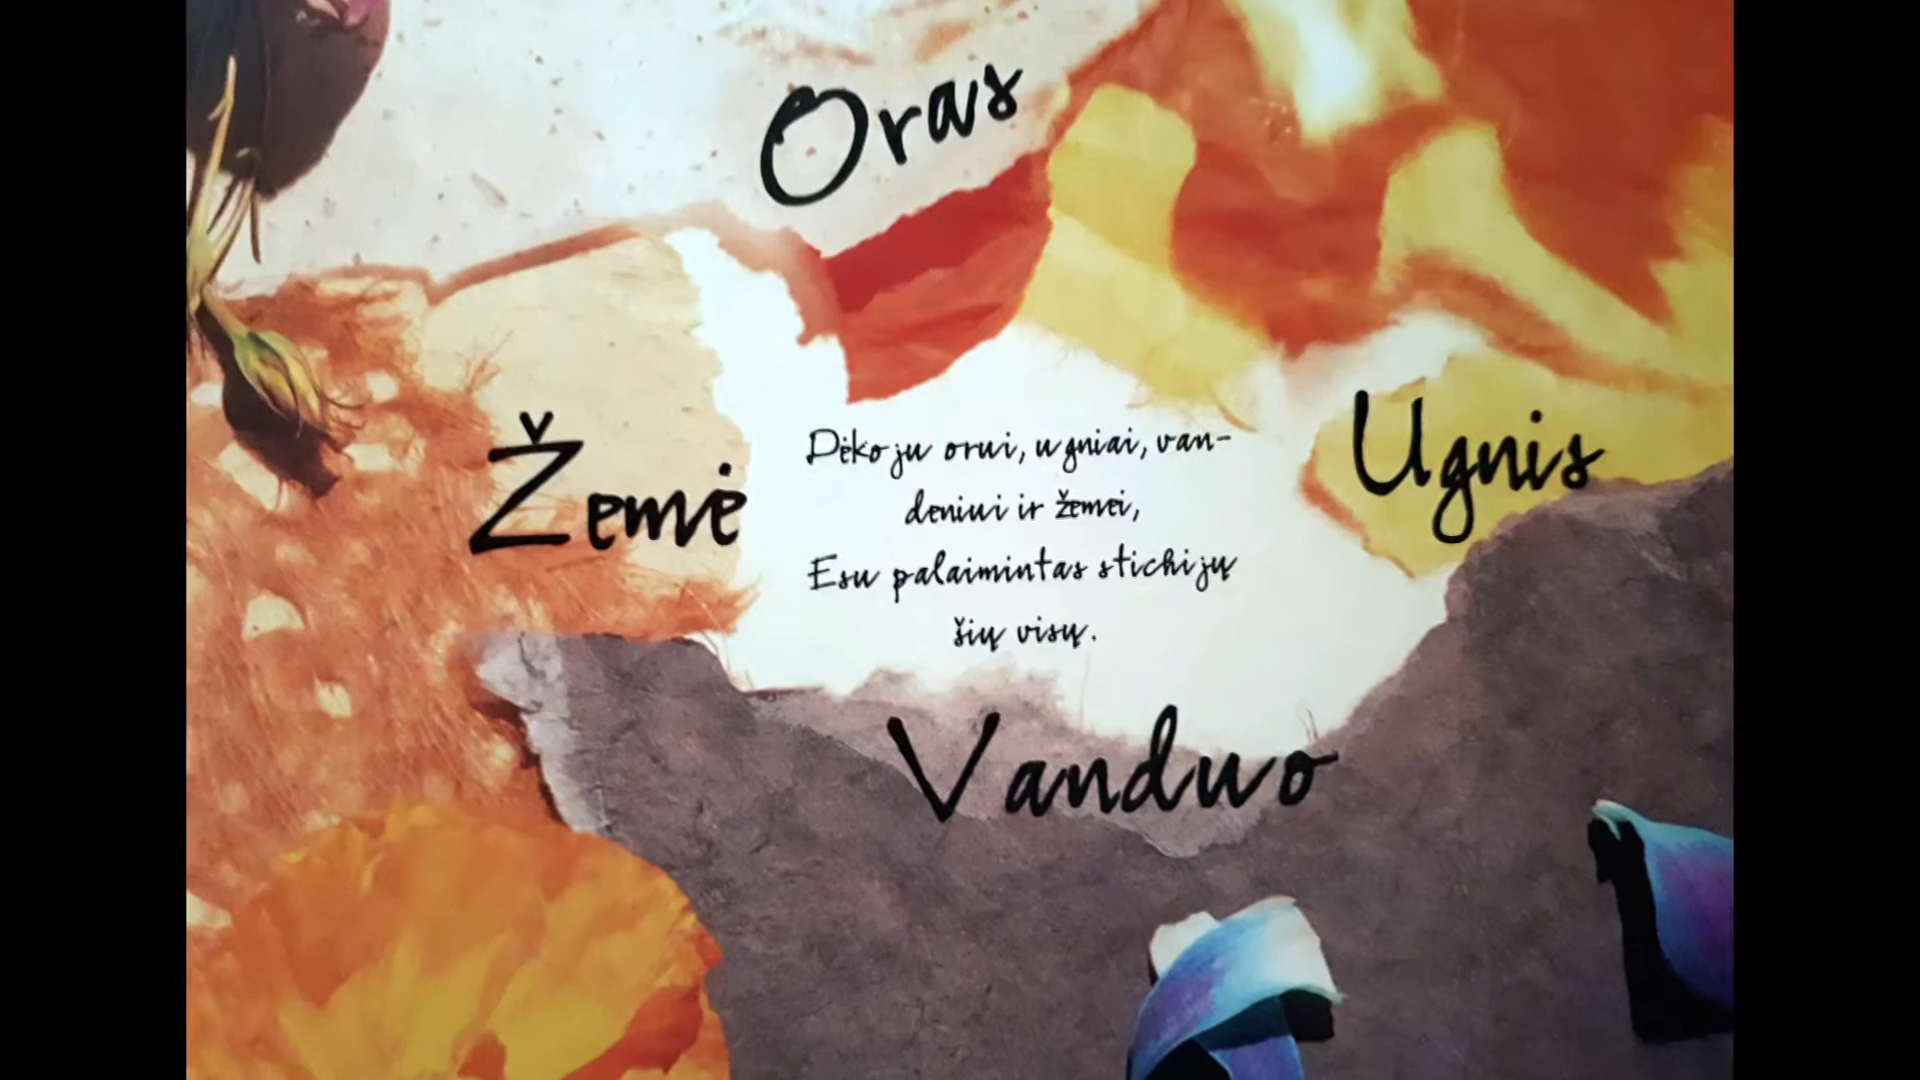 Oras
Žemė
Ugnis
Dėkoju orui, ugniai, van-
deniui ir žemei,
Esu palaimintas stichijų
šių visų.
Vanduo